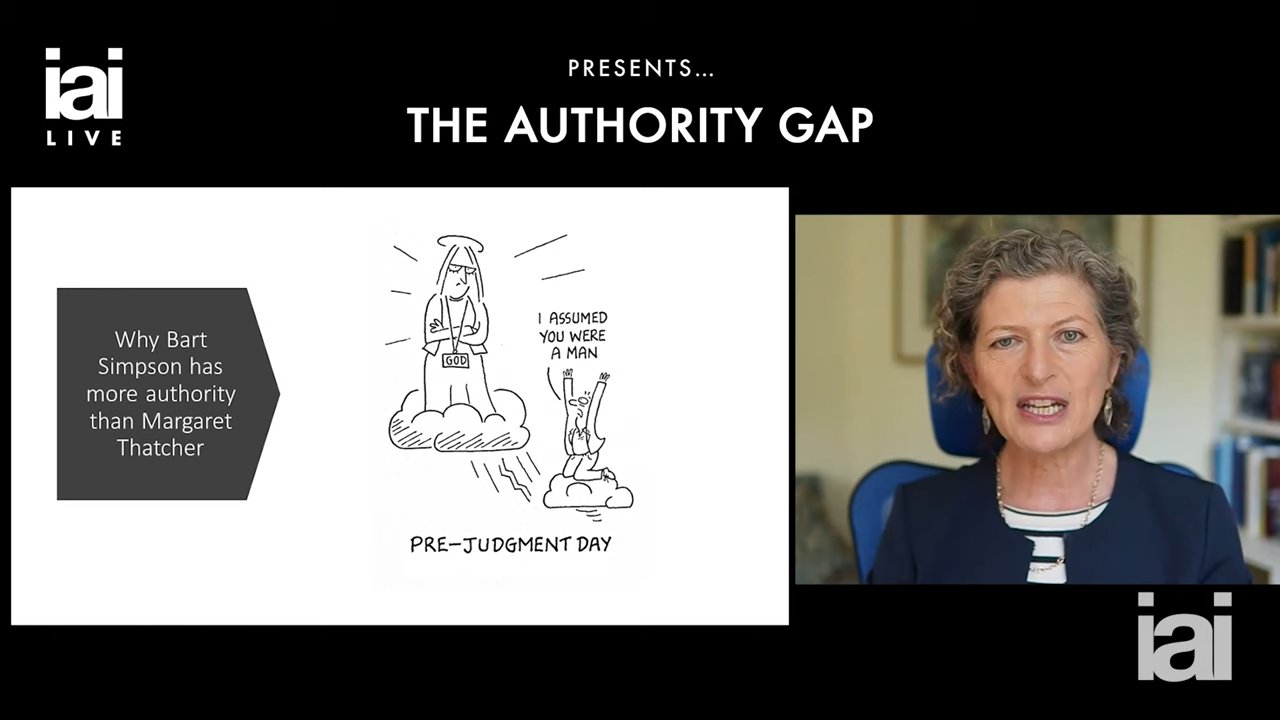 iai
LIVE
PRESENTS...
THE AUTHORITY GAP
Why Bart
Simpson has
more authority
than Margaret
Thatcher
GOD
I ASSUMED
YOU WERE
A MAN
PRE-JUDGMENT DAY
iai